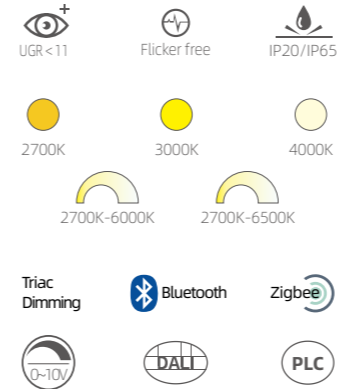 UGR<11
Flicker free
IP20/IP65
2700K
3000K
4000K
2700K-6000K
2700K-6500K
Triac
Dimming
Bluetooth
Zigbee
0~10V
DALI
PLC